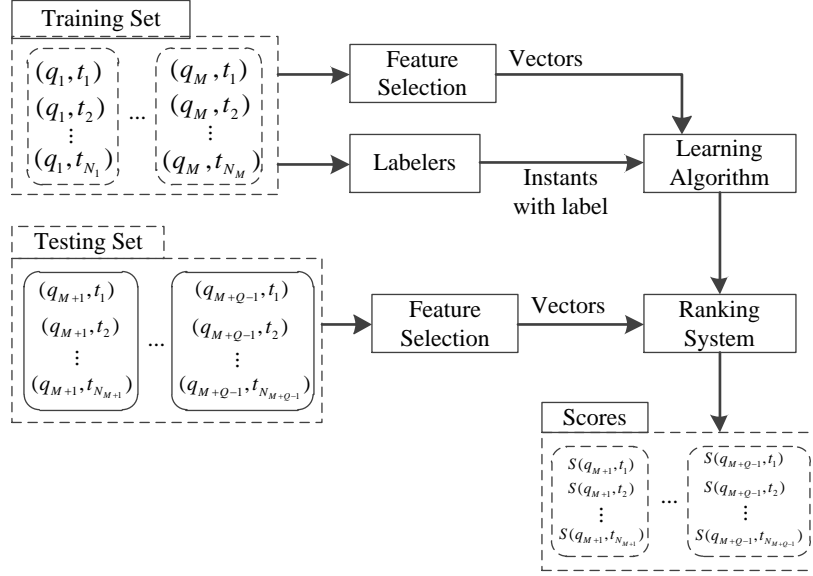 Training Set
(q_1, t_1)
(q_1, t_2)
⋮
(q_1, t_{N_1})
...
(q_M, t_1)
(q_M, t_2)
⋮
(q_M, t_{N_M})
Feature
Selection
Vectors
Labelers
Instants
with label
Learning
Algorithm
Testing Set
(q_{M+1}, t_1)
(q_{M+1}, t_2)
⋮
(q_{M+1}, t_{N_{M+1}})
...
(q_{M+Q-1}, t_1)
(q_{M+Q-1}, t_2)
⋮
(q_{M+Q-1}, t_{N_{M+Q-1}})
Feature
Selection
Vectors
Ranking
System
Scores
S(q_{M+1}, t_1)
S(q_{M+1}, t_2)
⋮
S(q_{M+1}, t_{N_{M+1}})
...
S(q_{M+Q-1}, t_1)
S(q_{M+Q-1}, t_2)
⋮
S(q_{M+Q-1}, t_{N_{M+Q-1}})